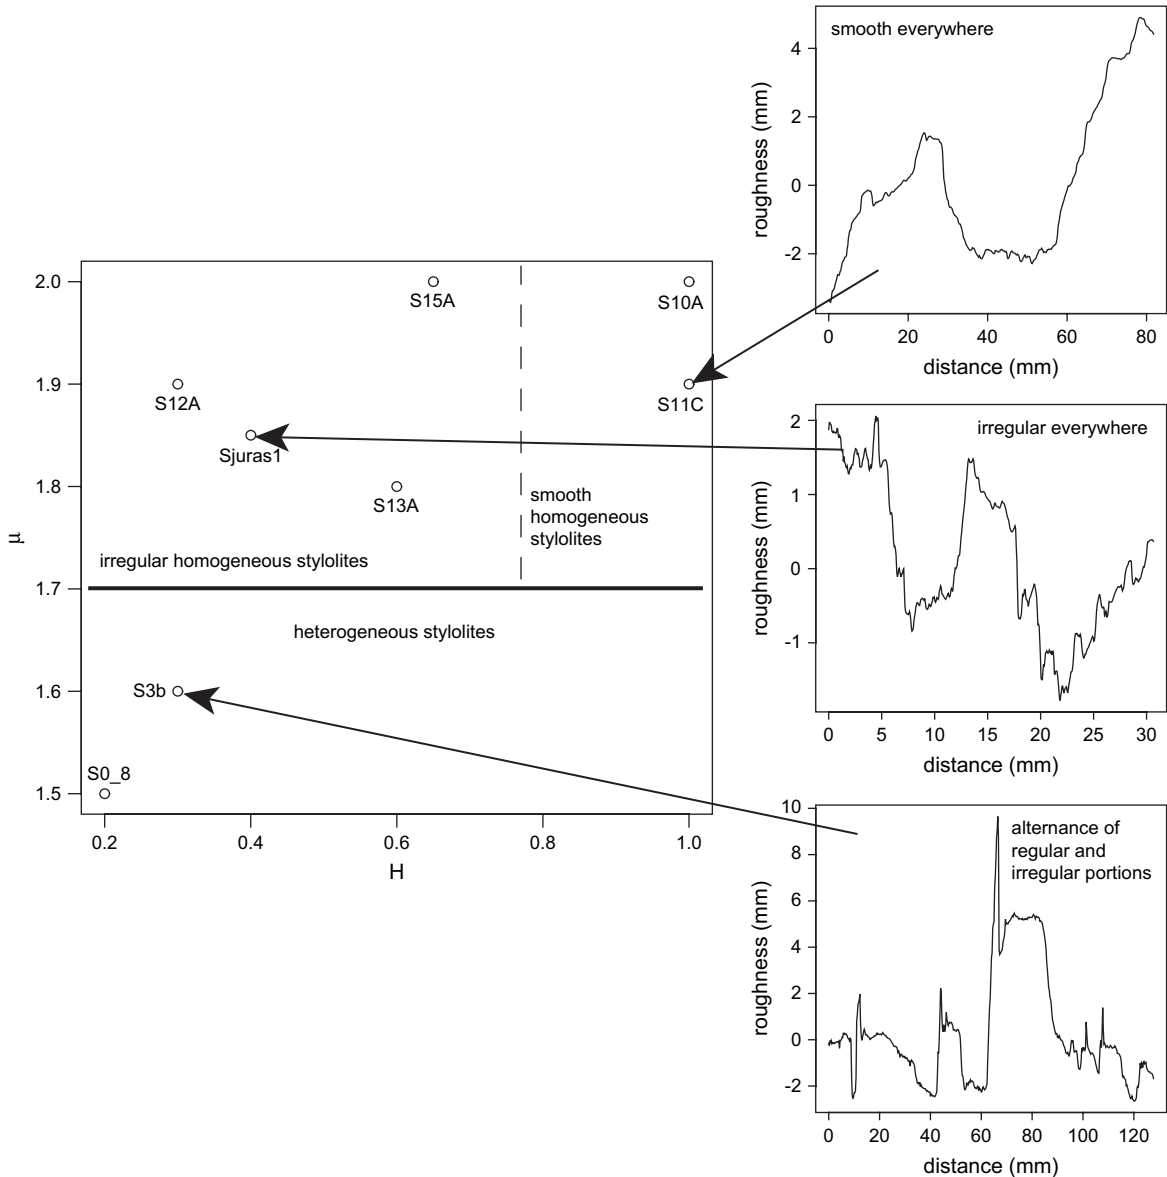 2.0
1.9
1.8
1.7
1.6
1.5
μ
S15A
S10A
S12A
S11C
Sjuras1
S13A
smooth
homogeneous
stylolites
irregular homogeneous stylolites
heterogeneous stylolites
S3b
S0_8
0.2 0.4 0.6 0.8 1.0
H
smooth everywhere
4
2
0
-2
roughness (mm)
0 20 40 60 80
distance (mm)
irregular everywhere
2
1
0
-1
roughness (mm)
0 5 10 15 20 25 30
distance (mm)
alternance of
regular and
irregular portions
10
8
6
4
2
0
-2
roughness (mm)
0 20 40 60 80 100 120
distance (mm)